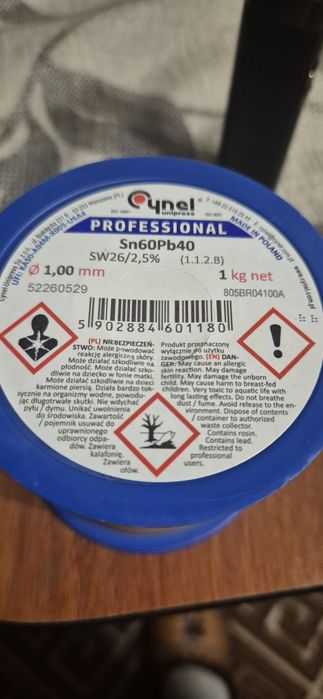 Cynel
unipress
MADE IN POLAND
PROFESSIONAL
Sn60Pb40
SW26/2,5% (1.1.2.B)
Ø 1,00 mm 1 kg net
52260529 805BR04100A
5902884601180
(PL) NIEBEZPIECZEŃ-
STWO: Może powodować
reakcję alergiczną skóry.
Może działać szkodliwie na
płodność. Może działać szko-
dliwie na dziecko w łonie matki.
Może działać szkodliwie na dzieci
karmione piersią. Działa bardzo tok-
sycznie na organizmy wodne, powodu-
jąc długotrwałe skutki. Nie wdychać
pyłu / dymu. Unikać uwolnienia
do środowiska. Zawartość
/ pojemnik usuwać do
uprawnionego
odbiorcy odpa-
dów. Zawiera
kalafonię.
Zawiera
ołów.
Produkt przeznaczony
wyłącznie do użytku
zawodowego. (EN) DAN-
GER: May cause an allergic
skin reaction. May damage
fertility. May damage the unborn
child. May cause harm to breast-fed
children. Very toxic to aquatic life with
long lasting effects. Do not breathe
dust / fume. Avoid release to the en-
vironment. Dispose of contents
/ container to authorized
waste collector.
Contains rosin.
Contains lead.
Restricted to
professional
users.